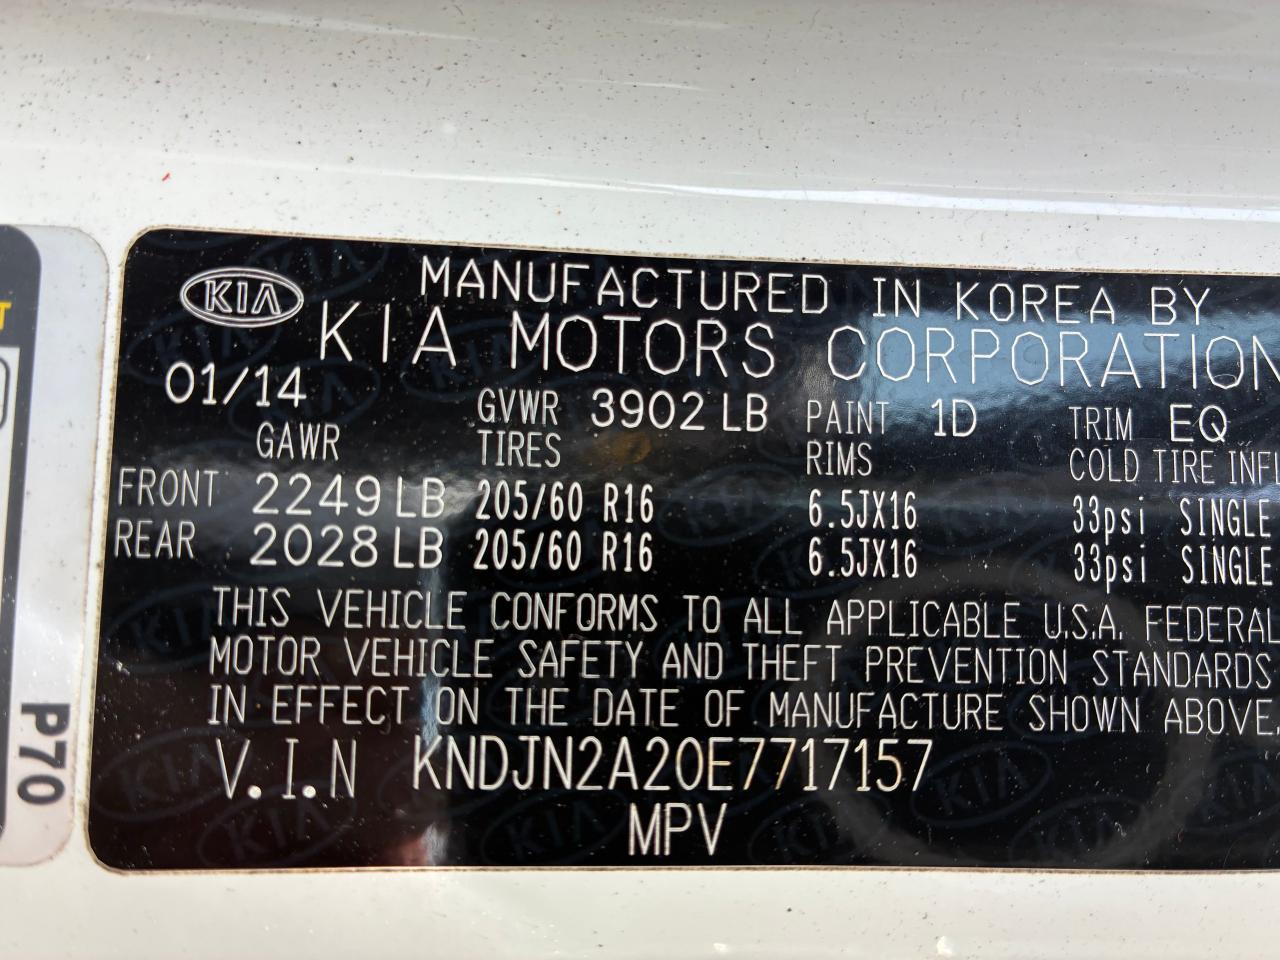 KIA
MANUFACTURED IN KOREA BY
KIA MOTORS CORPORATION
01/14 GVWR 3902 LB PAINT 1D TRIM EQ
GAWR TIRES RIMS COLD TIRE INFL
FRONT 2249 LB 205/60 R16 6.5JX16 33psi SINGLE
REAR 2028 LB 205/60 R16 6.5JX16 33psi SINGLE
THIS VEHICLE CONFORMS TO ALL APPLICABLE U.S.A. FEDERAL
MOTOR VEHICLE SAFETY AND THEFT PREVENTION STANDARDS
IN EFFECT ON THE DATE OF MANUFACTURE SHOWN ABOVE.
V.I.N KNDJN2A20E7717157
MPV
P70